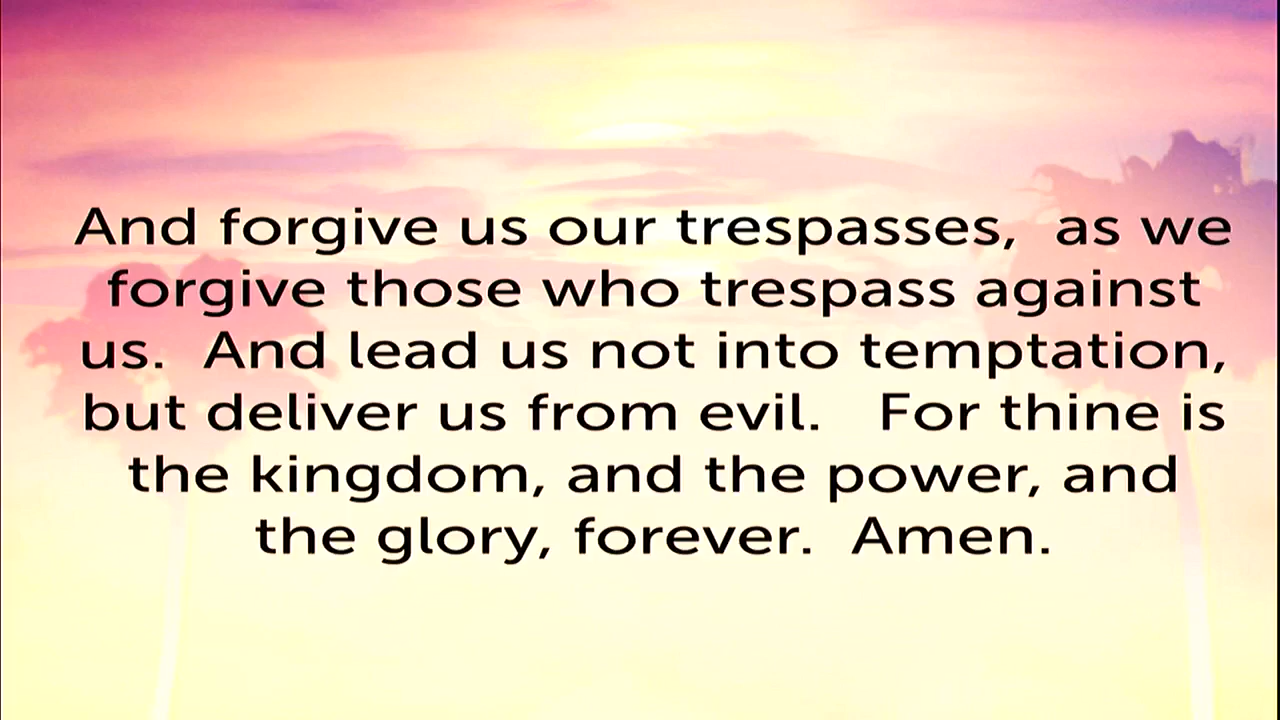 And forgive us our trespasses,  as we
forgive those who trespass against
us.  And lead us not into temptation,
but deliver us from evil.   For thine is
the kingdom, and the power, and
the glory, forever.  Amen.